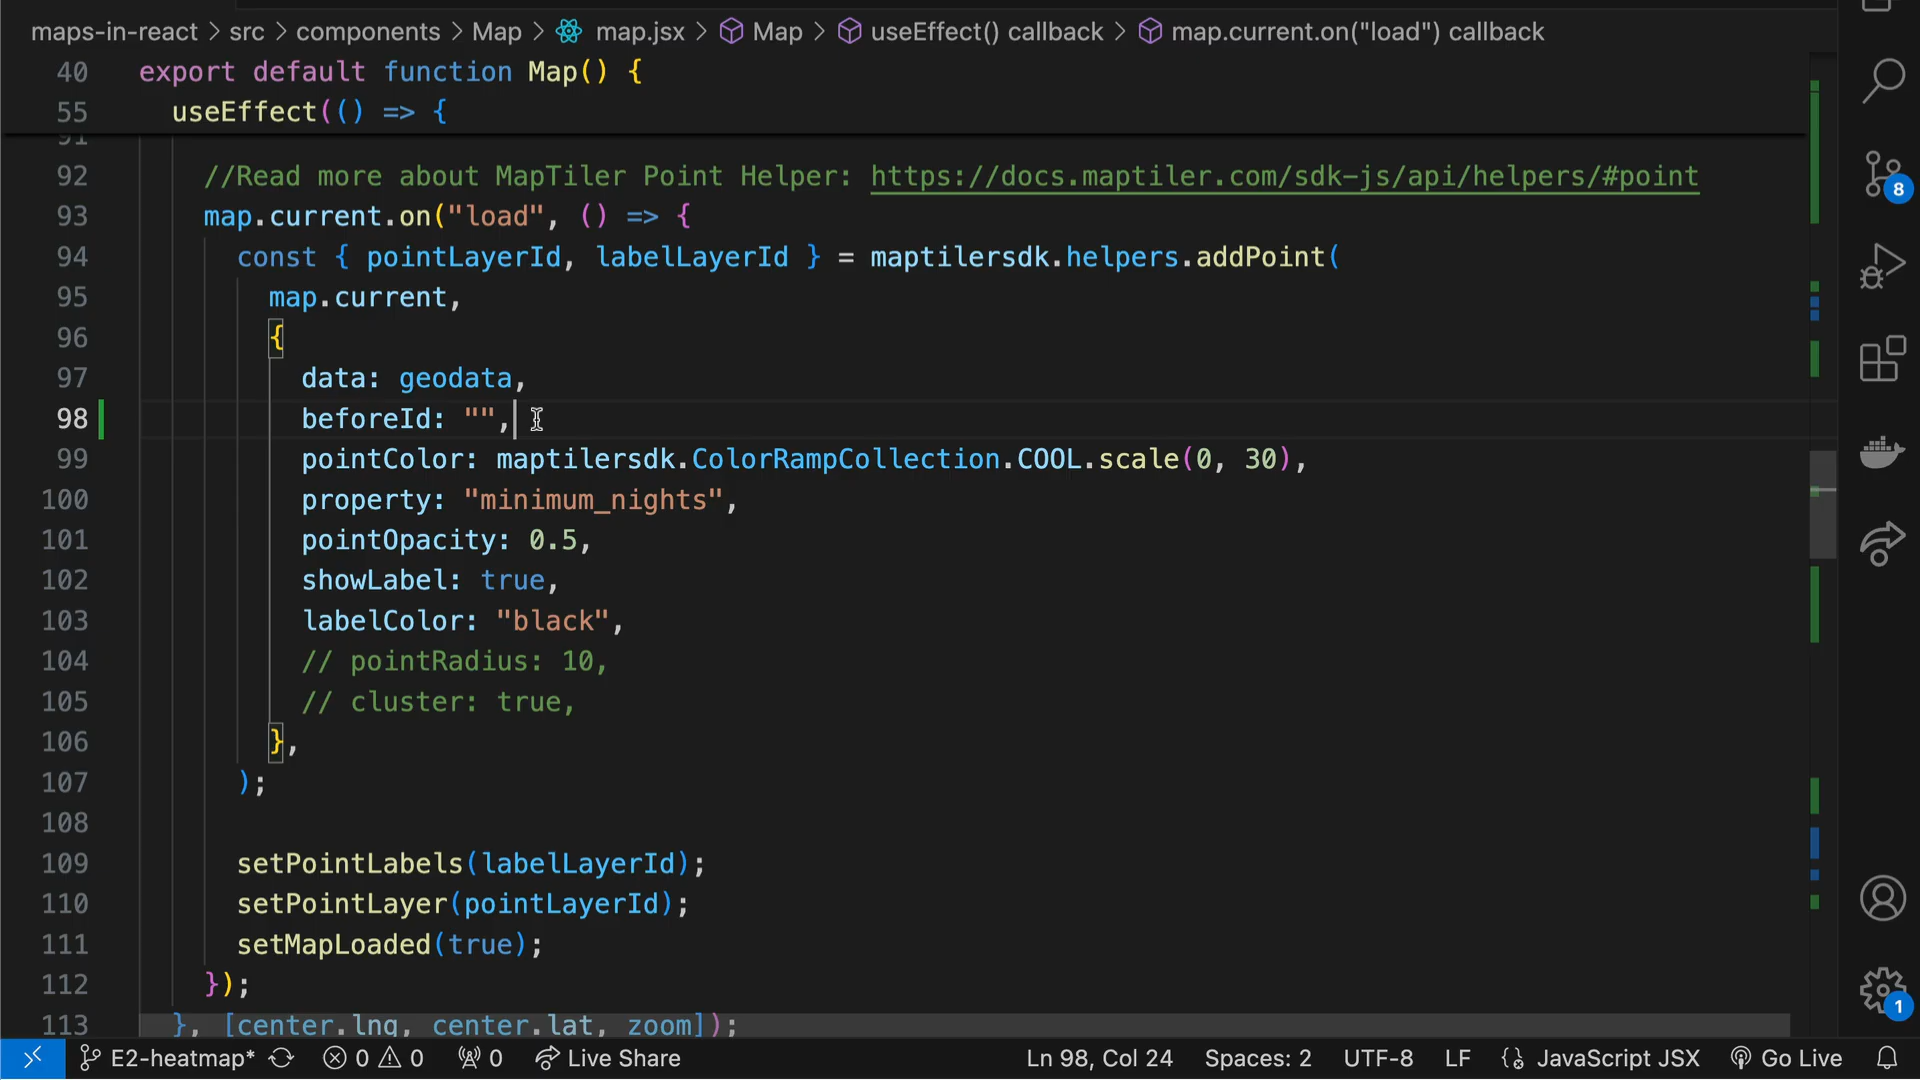 maps-in-react > src > components > Map > map.jsx > Map > useEffect() callback > map.current.on("load") callback
40 export default function Map() {
55 useEffect(() => {
91
92 //Read more about MapTiler Point Helper: https://docs.maptiler.com/sdk-js/api/helpers/#point
93 map.current.on("load", () => {
94 const { pointLayerId, labelLayerId } = maptilersdk.helpers.addPoint(
95 map.current,
96 {
97 data: geodata,
98 beforeId: "",
99 pointColor: maptilersdk.ColorRampCollection.COOL.scale(0, 30),
100 property: "minimum_nights",
101 pointOpacity: 0.5,
102 showLabel: true,
103 labelColor: "black",
104 // pointRadius: 10,
105 // cluster: true,
106 },
107 );
108
109 setPointLabels(labelLayerId);
110 setPointLayer(pointLayerId);
111 setMapLoaded(true);
112 });
113 }, [center.lng, center.lat, zoom]);
8
1
E2-heatmap* 0 0 0 Live Share Ln 98, Col 24 Spaces: 2 UTF-8 LF JavaScript JSX Go Live